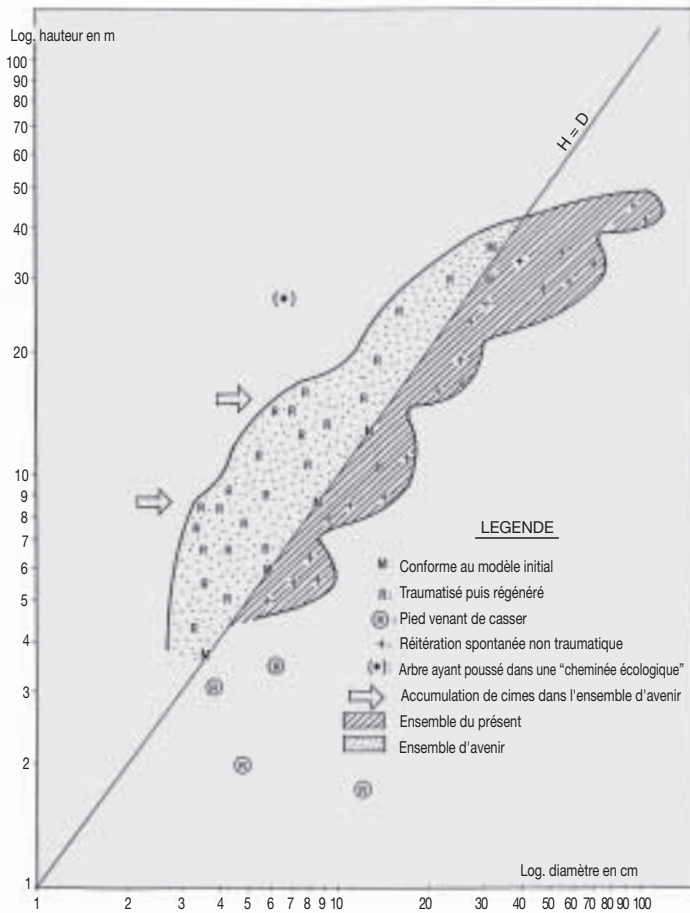 Log. hauteur en m
100
90
80
70
60
50
40
30
20
10
9
8
7
6
5
4
3
2
1
H = D
LEGENDE
M Conforme au modèle initial
R Traumatisé puis régénéré
R Pied venant de casser
+ Réitération spontanée non traumatique
(•) Arbre ayant poussé dans une "cheminée écologique"
Accumulation de cimes dans l'ensemble d'avenir
Ensemble du présent
Ensemble d'avenir
Log. diamètre en cm
1 2 3 4 5 6 7 8 9 10 20 30 40 50 60 70 80 90 100